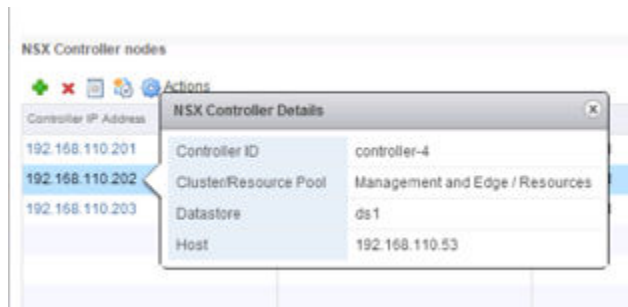 NSX Controller nodes
Actions
Controller IP Address
NSX Controller Details
192.168.110.201
Controller ID
controller-4
192.168.110.202
Cluster/Resource Pool
Management and Edge / Resources
192.168.110.203
Datastore
ds1
Host
192.168.110.53